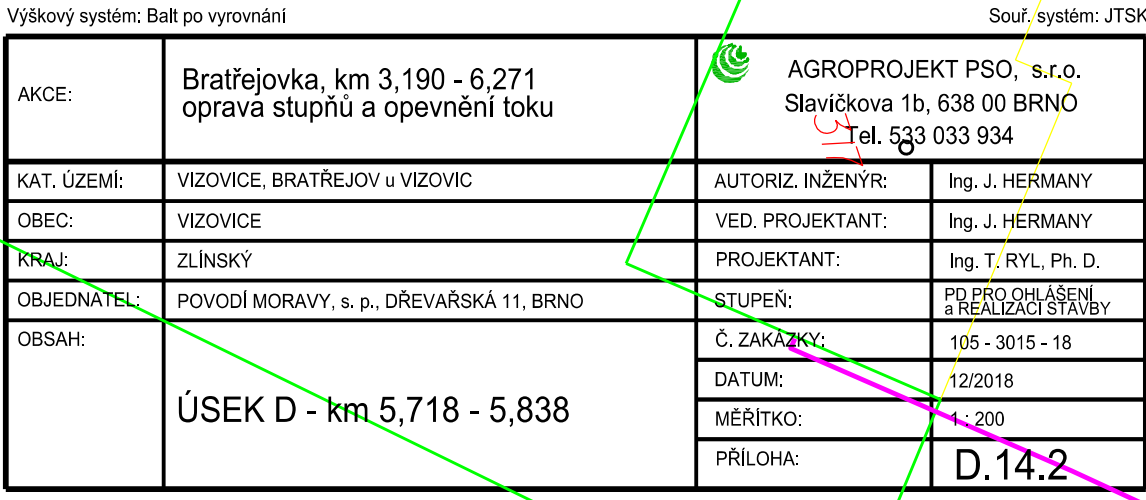 Výškový systém: Balt po vyrovnání
Souř. systém: JTSK
AKCE:
Bratřejovka, km 3,190 - 6,271
oprava stupňů a opevnění toku
AGROPROJEKT PSO, s.r.o.
Slavíčkova 1b, 638 00 BRNO
Tel. 533 033 934
317
KAT. ÚZEMÍ:
VIZOVICE, BRATŘEJOV u VIZOVIC
AUTORIZ. INŽENÝR:
Ing. J. HERMANY
OBEC:
VIZOVICE
VED. PROJEKTANT:
Ing. J. HERMANY
KRAJ:
ZLÍNSKÝ
PROJEKTANT:
Ing. T. RYL, Ph. D.
OBJEDNATEL:
POVODÍ MORAVY, s. p., DŘEVAŘSKÁ 11, BRNO
STUPEŇ:
PD PRO OHLÁŠENÍ
a REALIZACI STAVBY
OBSAH:
ÚSEK D - km 5,718 - 5,838
Č. ZAKÁZKY:
105 - 3015 - 18
DATUM:
12/2018
MĚŘÍTKO:
1 : 200
PŘÍLOHA:
D.14.2